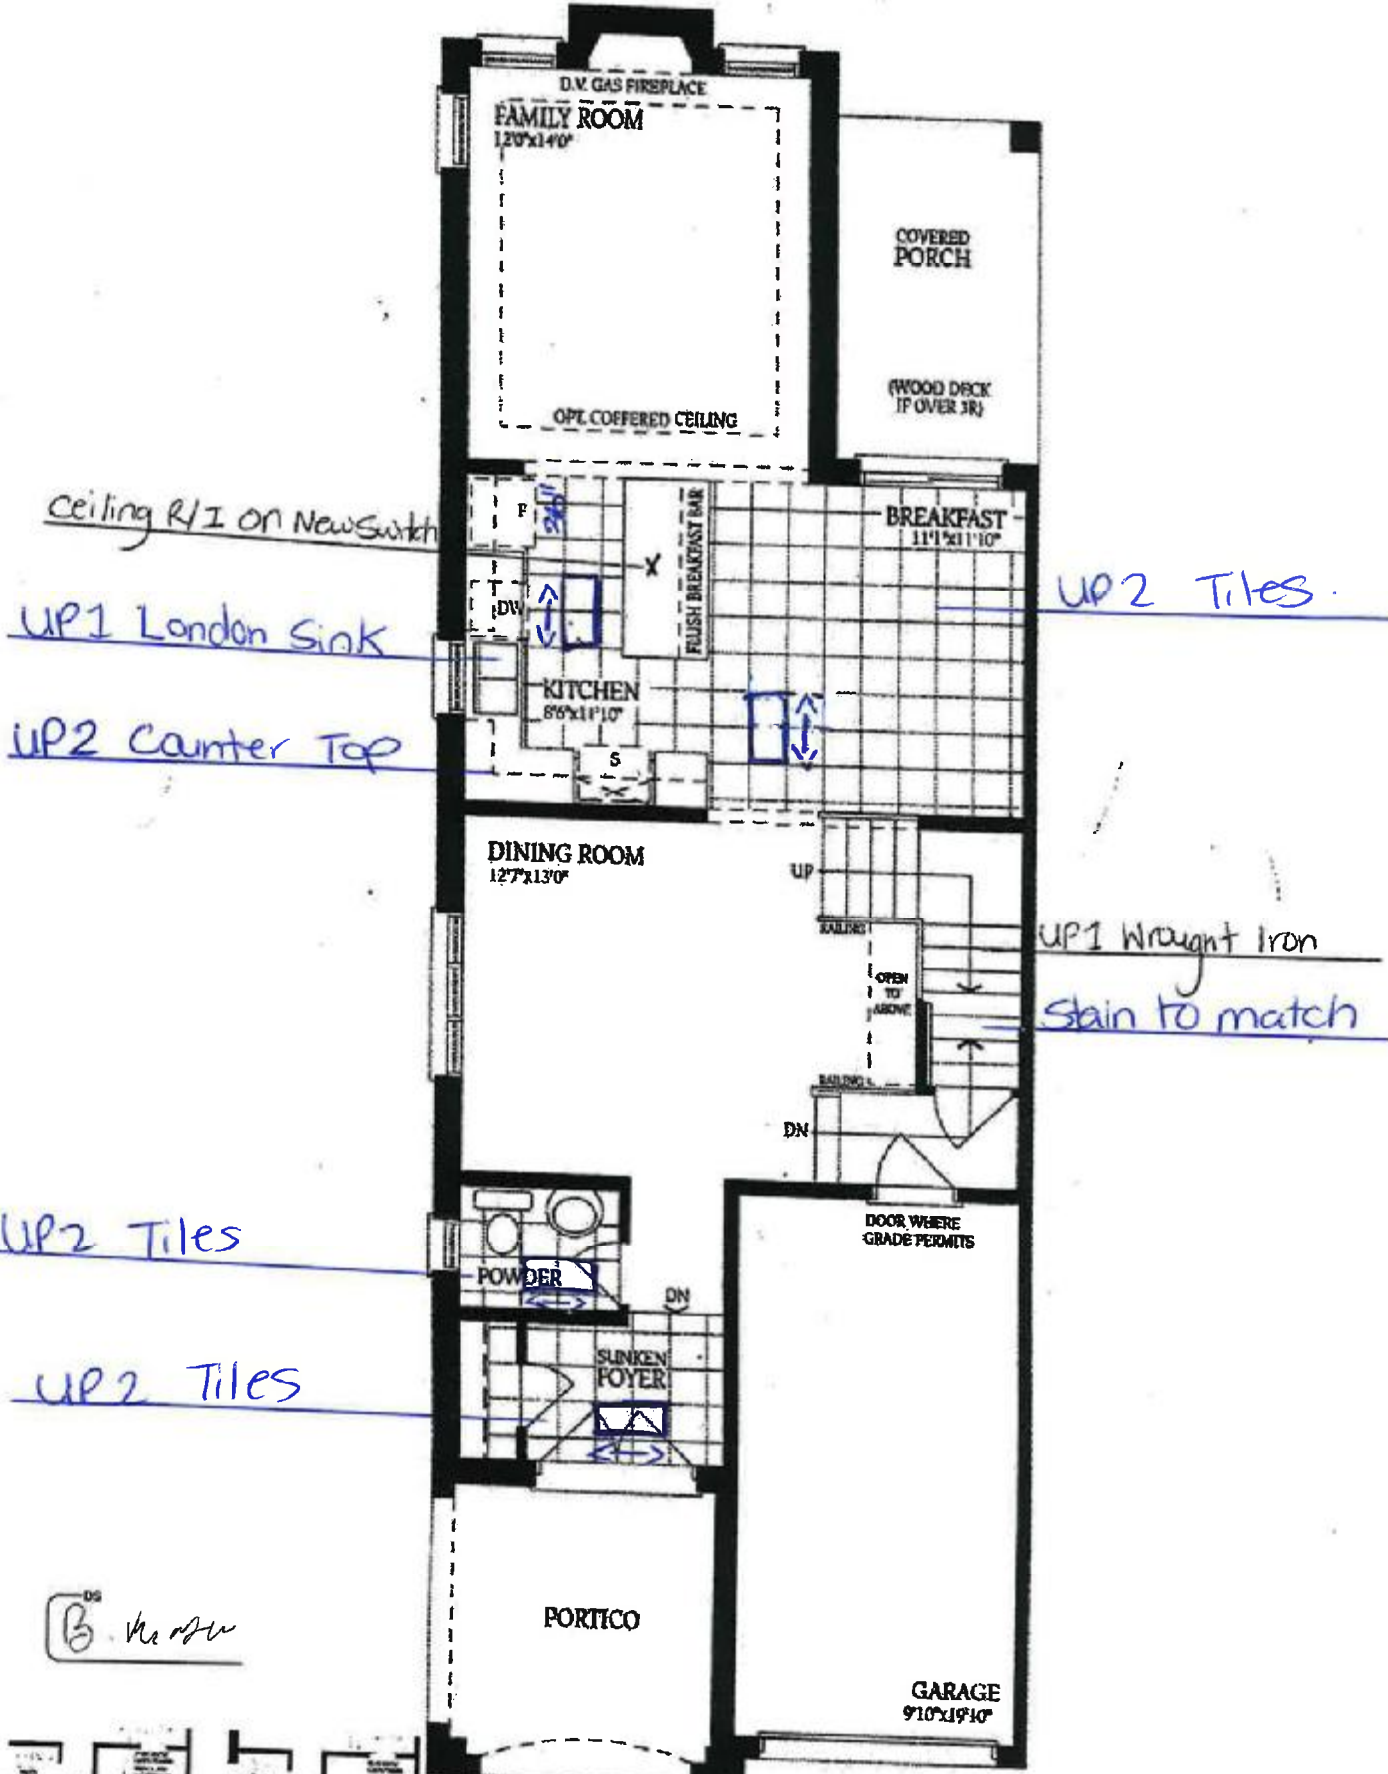 D.V. GAS FIREPLACE
FAMILY ROOM
12'0"x14'0"
COVERED
PORCH
(WOOD DECK
IF OVER 3R)
OPT. COFFERED CEILING
Ceiling R/I on New Switch
F
36"
X
FLUSH BREAKFAST BAR
BREAKFAST
11'1"x11'10"
DW
UP2 Tiles
UP1 London Sink
KITCHEN
8'6"x11'10"
UP2 Counter Top
S
DINING ROOM
12'7"x13'0"
UP
RAILING
UP1 Wrought Iron
OPEN
TO
ABOVE
Stain to match
RAILING
DN
DOOR WHERE
GRADE PERMITS
UP2 Tiles
POWDER
DN
SUNKEN
FOYER
UP2 Tiles
DS
B.
PORTICO
GARAGE
9'10"x19'10"